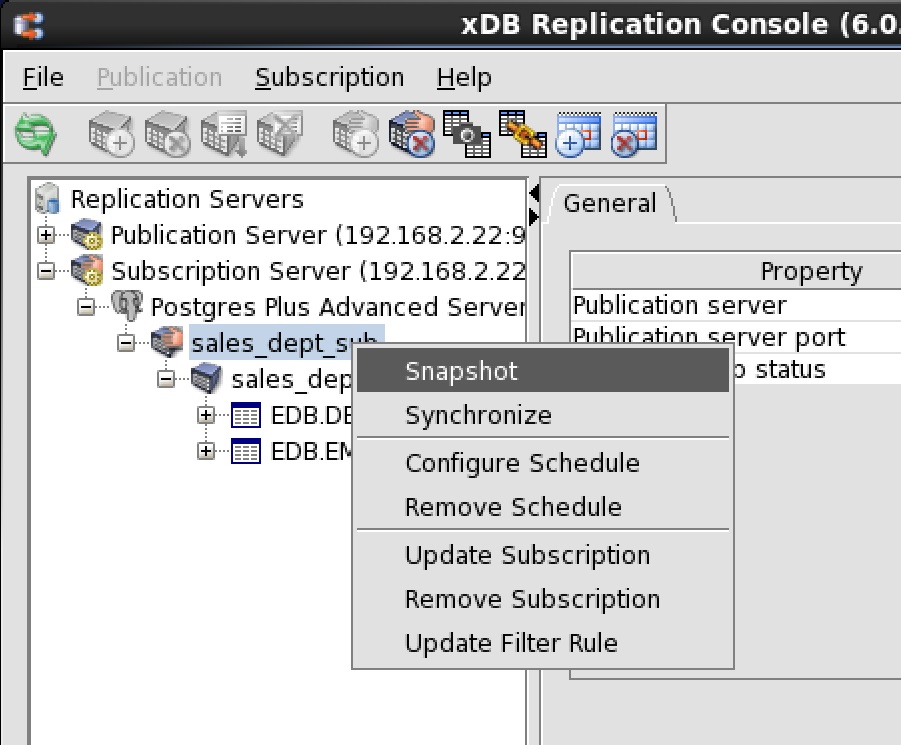 xDB Replication Console (6.0.
File Publication Subscription Help
Replication Servers
Publication Server (192.168.2.22:9
Subscription Server (192.168.2.22
Postgres Plus Advanced Server
sales_dept_sub
sales_dep
EDB.DE
EDB.EM
General
Property
Publication server
Publication server port
b status
Snapshot
Synchronize
Configure Schedule
Remove Schedule
Update Subscription
Remove Subscription
Update Filter Rule